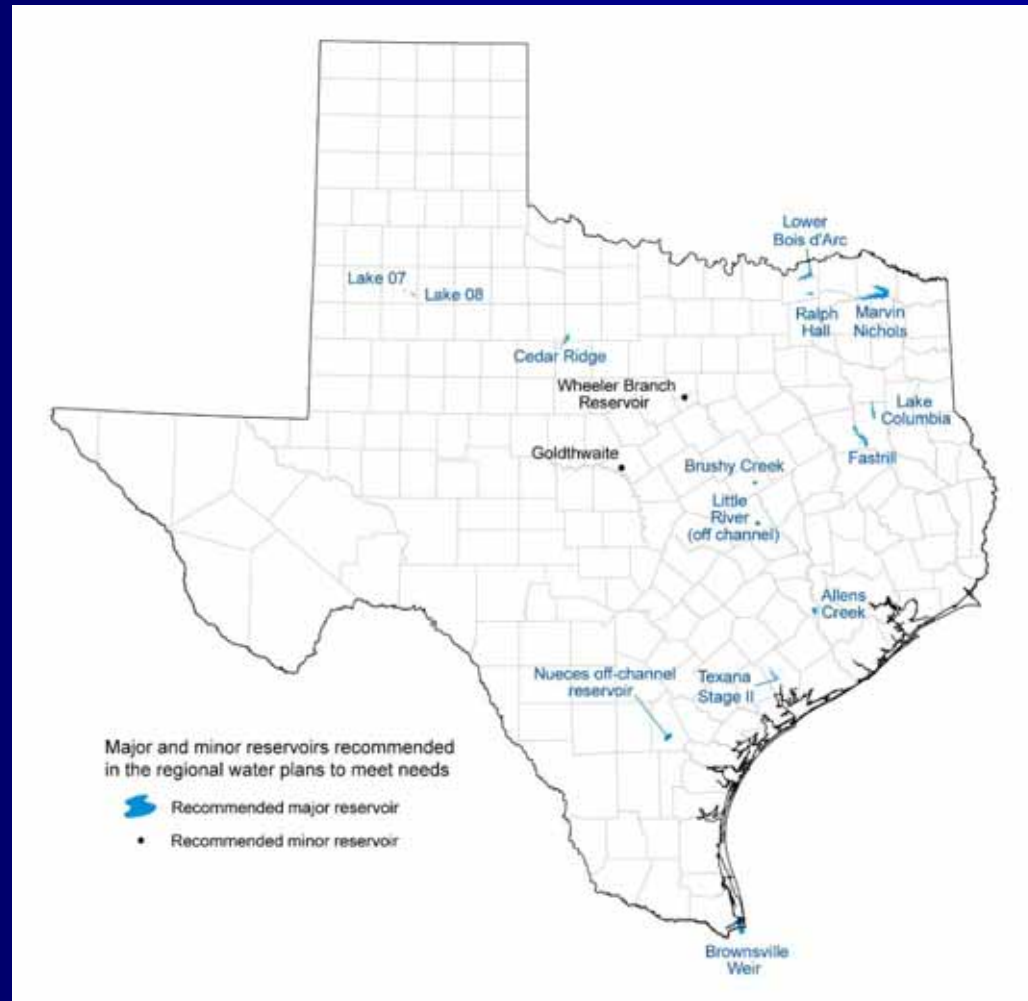 Lower
Bois d'Arc
Lake 07
Lake 08
Ralph
Hall
Marvin
Nichols
Cedar Ridge
Wheeler Branch
Reservoir
Lake
Columbia
Goldthwaite
Fastrill
Brushy Creek
Little
River
(off channel)
Allens
Creek
Nueces off-channel
reservoir
Texana
Stage II
Major and minor reservoirs recommended
in the regional water plans to meet needs
Recommended major reservoir
Recommended minor reservoir
Brownsville
Weir